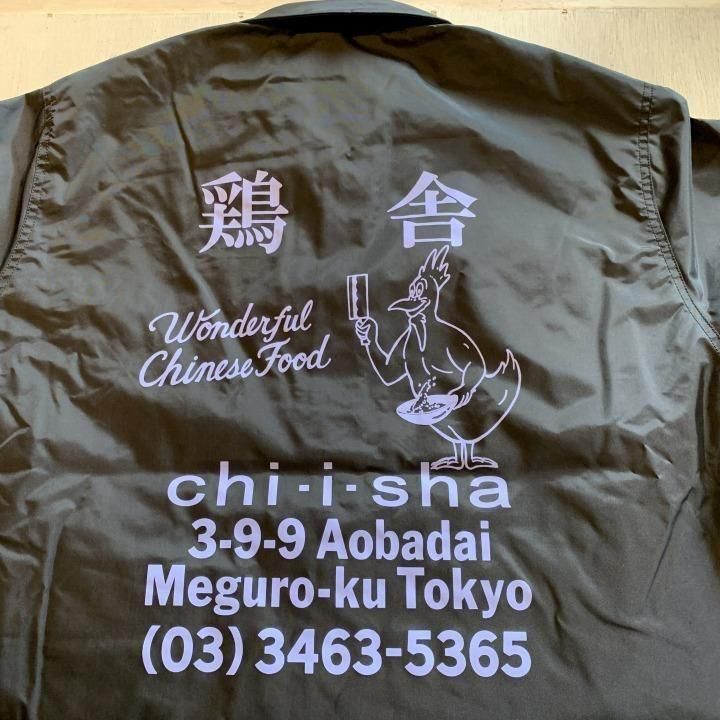 鶏舎
Wonderful
Chinese Food
chi-i-sha
3-9-9 Aobadai
Meguro-ku Tokyo
(03) 3463-5365